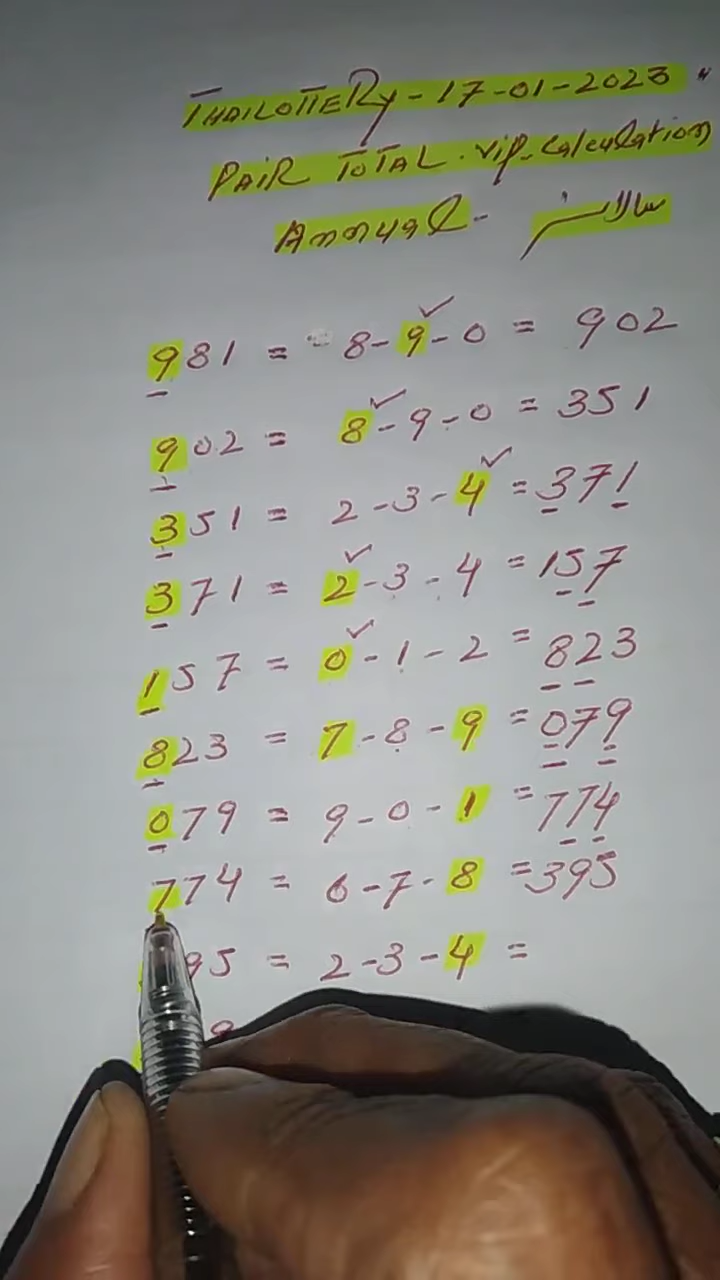 THAILOTTERY-17-01-2023 "
PAIR TOTAL. vip. calculation
Annual- سالانہ
981 = 8-9-0 = 902
902 = 8-9-0 = 351
351 = 2-3-4 = 371
371 = 2-3-4 = 157
157 = 0-1-2 = 823
823 = 7-8-9 = 079
079 = 9-0-1 = 774
774 = 6-7-8 = 395
95 = 2-3-4 =